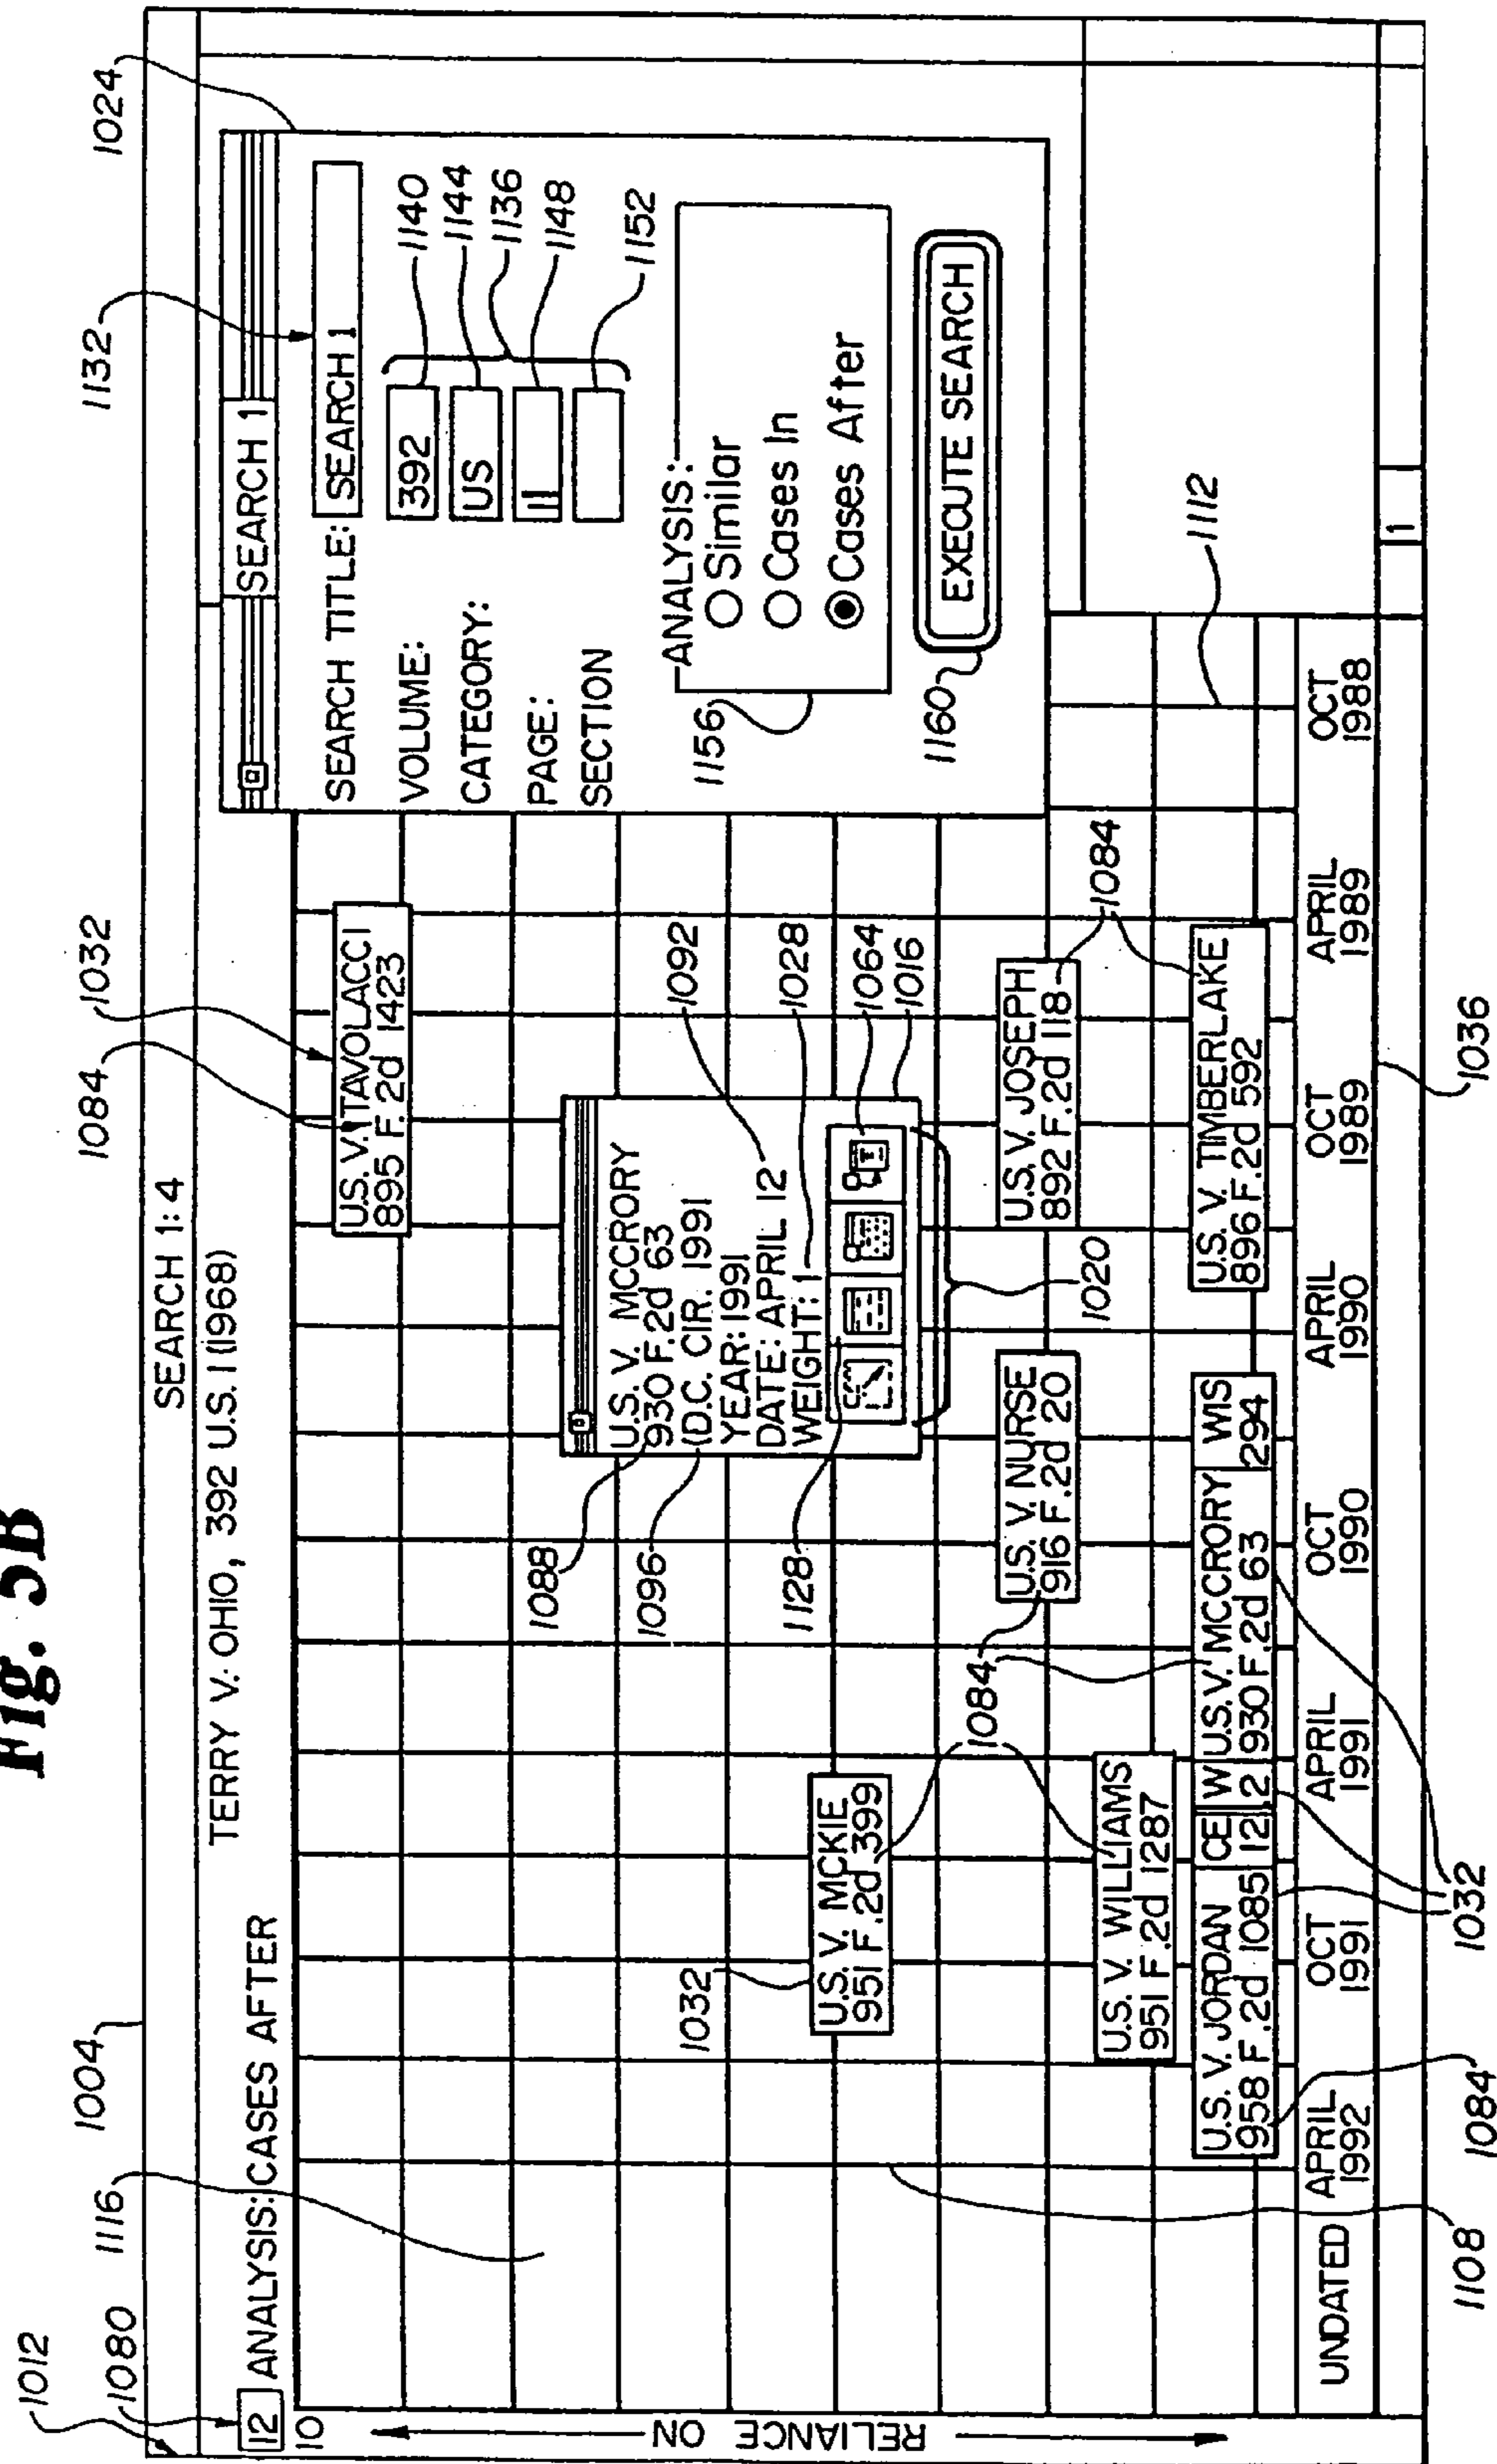 Fig. 5B
1012
1080
1116
1004
1084
1032
1132
1024
SEARCH 1:4
TERRY V. OHIO, 392 U.S. 1 (1968)
12
ANALYSIS: CASES AFTER
10
RELIANCE ON
U.S. V. TAVOLACCI
895 F. 2d 1423
1088
1096
U.S. V. MCCRORY
930 F.2d 63
(D.C. CIR. 1991
YEAR: 1991
DATE: APRIL 12
WEIGHT: 1
1092
1028
1064
1016
1128
1020
1032
U.S. V. MCKIE
951 F.2d 399
1084
U.S. V. NURSE
916 F.2d 20
U.S. V. JOSEPH
892 F.2d 118
1084
U.S. V. WILLIAMS
951 F.2d 1287
U.S. V. JORDAN
958 F.2d 1085
CE
12
W
2
U.S. V. MCCRORY
930 F.2d 63
WIS
294
U.S. V. TIMBERLAKE
896 F.2d 592
UNDATED
APRIL
1992
OCT
1991
APRIL
1991
OCT
1990
APRIL
1990
OCT
1989
APRIL
1989
OCT
1988
1
1108
1084
1032
1036
SEARCH 1
SEARCH TITLE: SEARCH 1
VOLUME: 392
CATEGORY: US
PAGE: 1
SECTION
1140
1144
1136
1148
1152
ANALYSIS:
Similar
Cases In
Cases After
1156
EXECUTE SEARCH
1160
1112